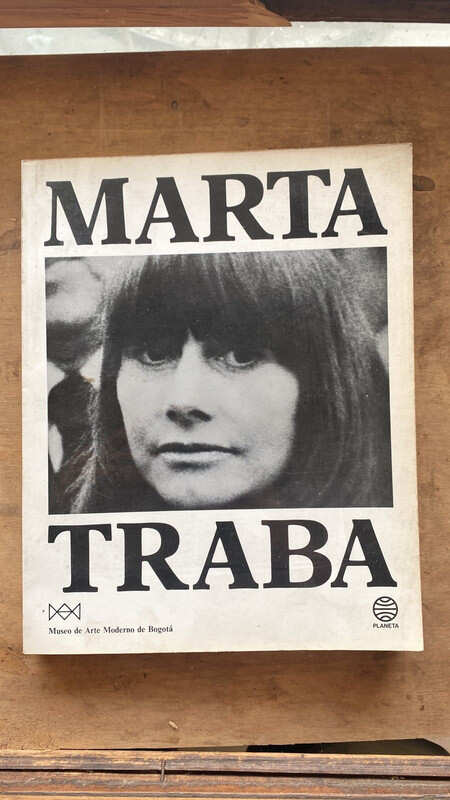 MARTA
TRABA
Museo de Arte Moderno de Bogotá
PLANETA